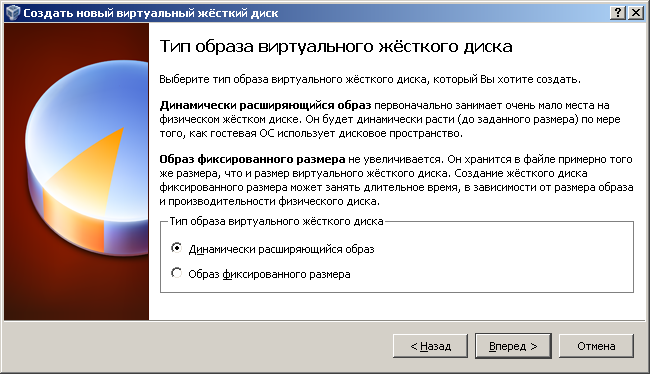 Создать новый виртуальный жёсткий диск
Тип образа виртуального жёсткого диска
Выберите тип образа виртуального жёсткого диска, который Вы хотите создать.
Динамически расширяющийся образ первоначально занимает очень мало места на
физическом жёстком диске. Он будет динамически расти (до заданного размера) по мере
того, как гостевая ОС использует дисковое пространство.
Образ фиксированного размера не увеличивается. Он хранится в файле примерно того
же размера, что и размер виртуального жёсткого диска. Создание жёсткого диска
фиксированного размера может занять длительное время, в зависимости от размера образа
и производительности физического диска.
Тип образа виртуального жёсткого диска
Динамически расширяющийся образ
Образ фиксированного размера
< Назад
Вперед >
Отмена